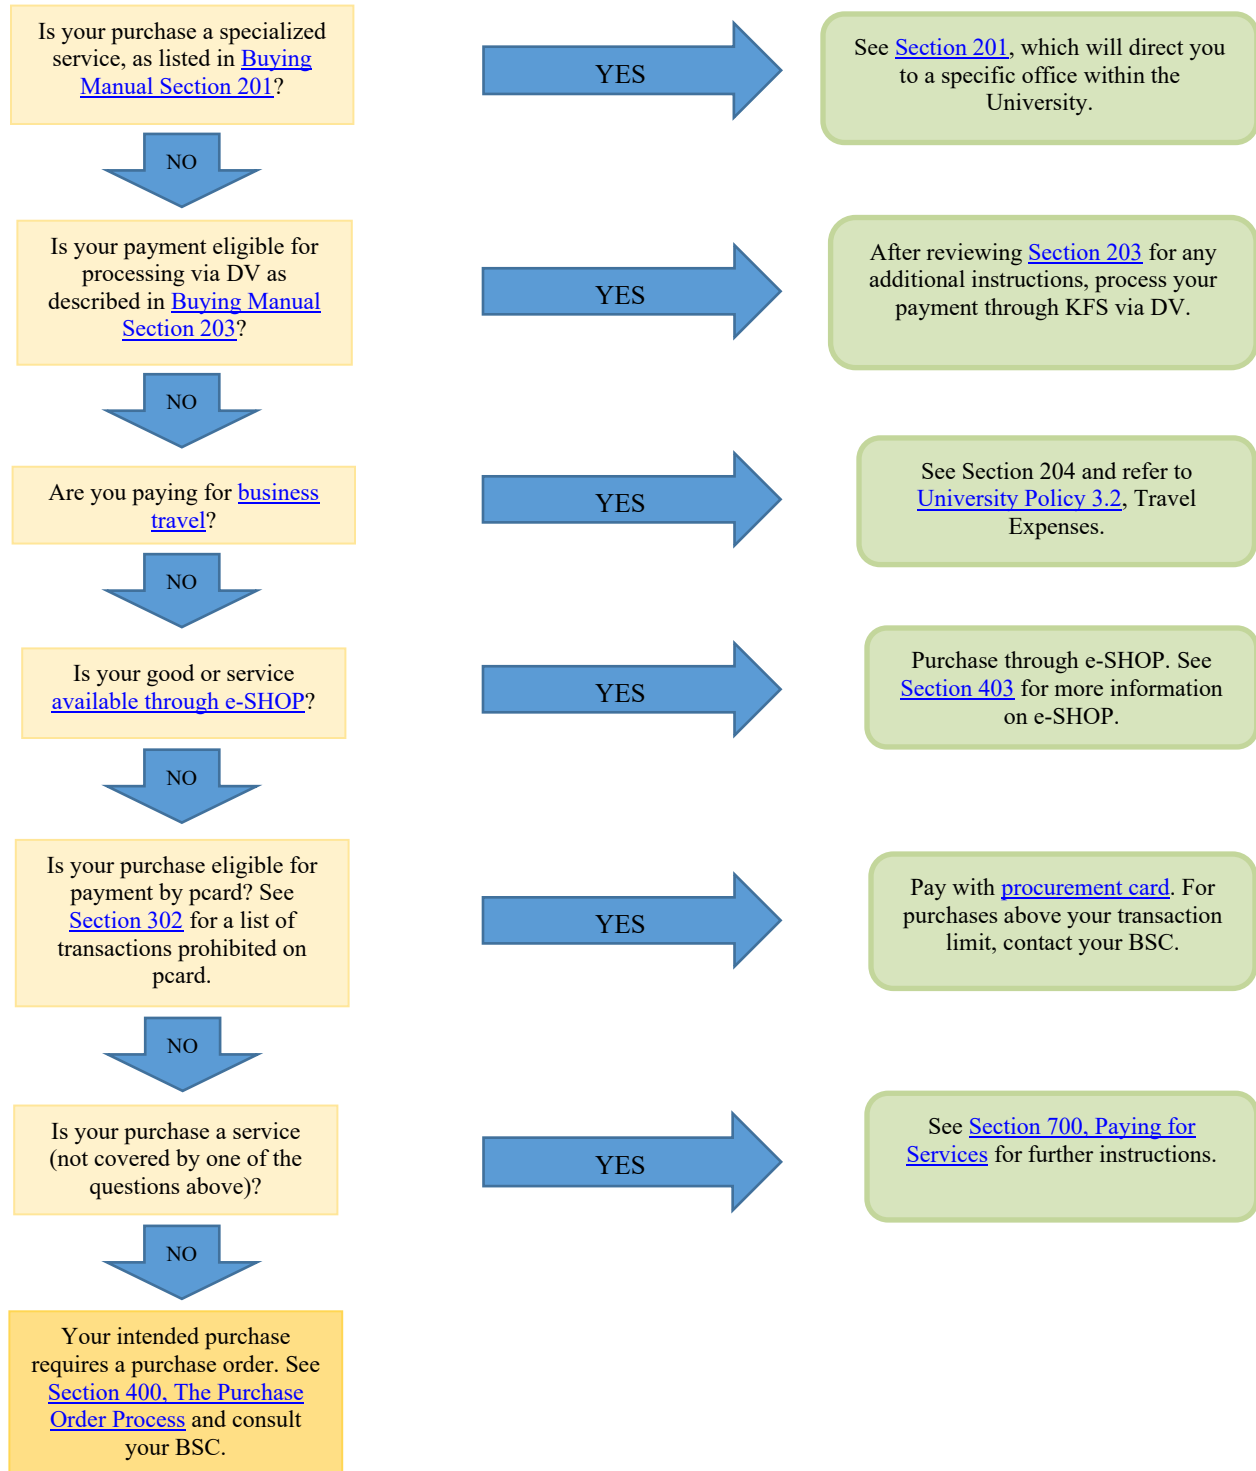 Is your purchase a specialized
service, as listed in Buying
Manual Section 201?
YES
See Section 201, which will direct you
to a specific office within the
University.
NO
Is your payment eligible for
processing via DV as
described in Buying Manual
Section 203?
YES
After reviewing Section 203 for any
additional instructions, process your
payment through KFS via DV.
NO
Are you paying for business
travel?
YES
See Section 204 and refer to
University Policy 3.2, Travel
Expenses.
NO
Is your good or service
available through e-SHOP?
YES
Purchase through e-SHOP. See
Section 403 for more information
on e-SHOP.
NO
Is your purchase eligible for
payment by pcard? See
Section 302 for a list of
transactions prohibited on
pcard.
YES
Pay with procurement card. For
purchases above your transaction
limit, contact your BSC.
NO
Is your purchase a service
(not covered by one of the
questions above)?
YES
See Section 700, Paying for
Services for further instructions.
NO
Your intended purchase
requires a purchase order. See
Section 400, The Purchase
Order Process and consult
your BSC.